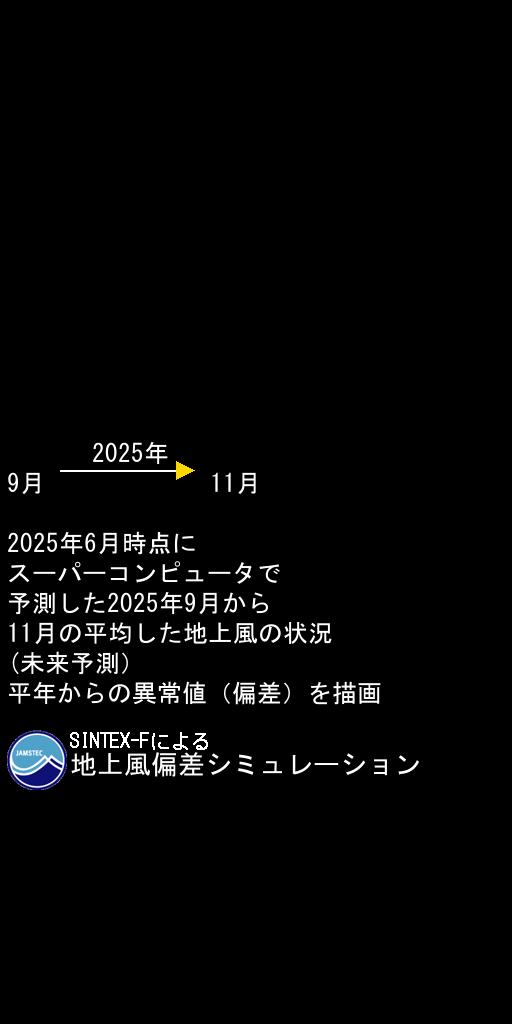 2025年
9月 11月
2025年6月時点に
スーパーコンピュータで
予測した2025年9月から
11月の平均した地上風の状況
(未来予測)
平年からの異常値（偏差）を描画
SINTEX-Fによる
JAMSTEC
地上風偏差シミュレーション